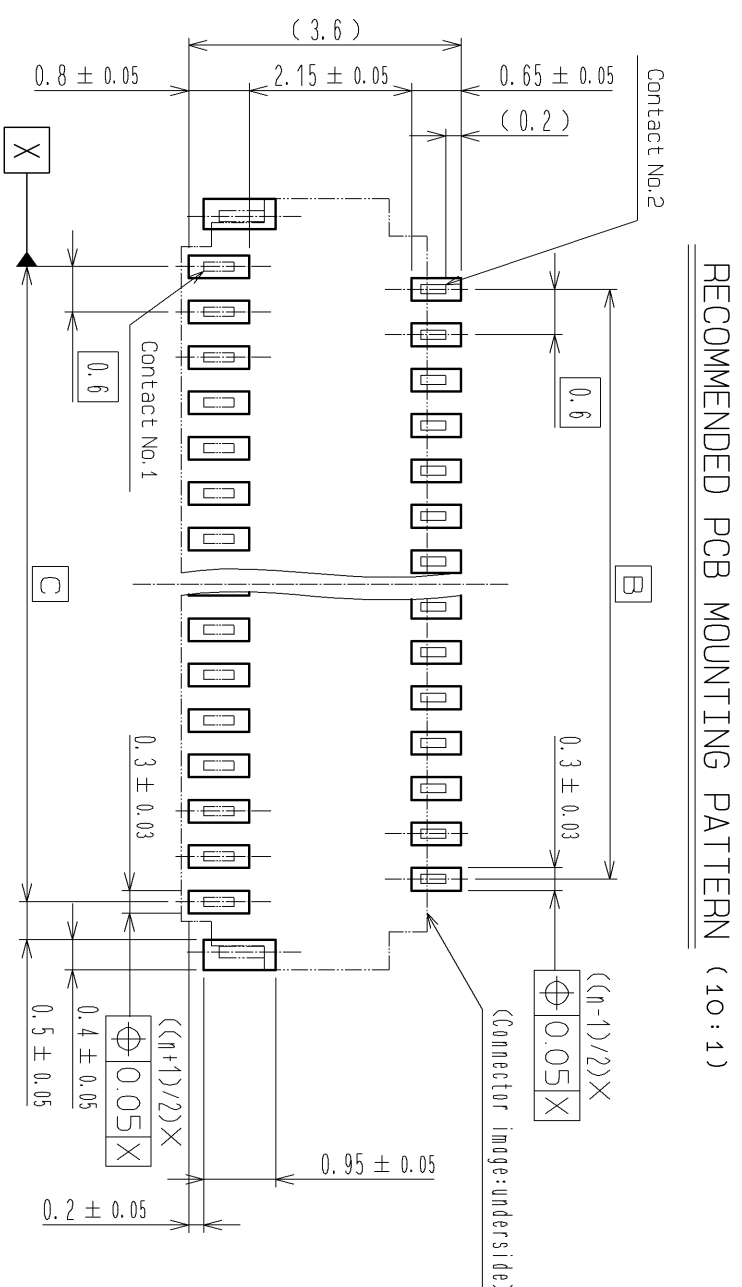 RECOMMENDED PCB MOUNTING PATTERN (10:1)
Contact No.2
B
0.6
0.3 ± 0.03
((n-1)/2)X
⌖ 0.05 X
(Connector image:underside)
( 3.6 )
0.8 ± 0.05
2.15 ± 0.05
0.65 ± 0.05
( 0.2 )
Contact No.1
0.6
X
C
0.3 ± 0.03
((n+1)/2)X
⌖ 0.05 X
0.4 ± 0.05
0.5 ± 0.05
0.95 ± 0.05
0.2 ± 0.05